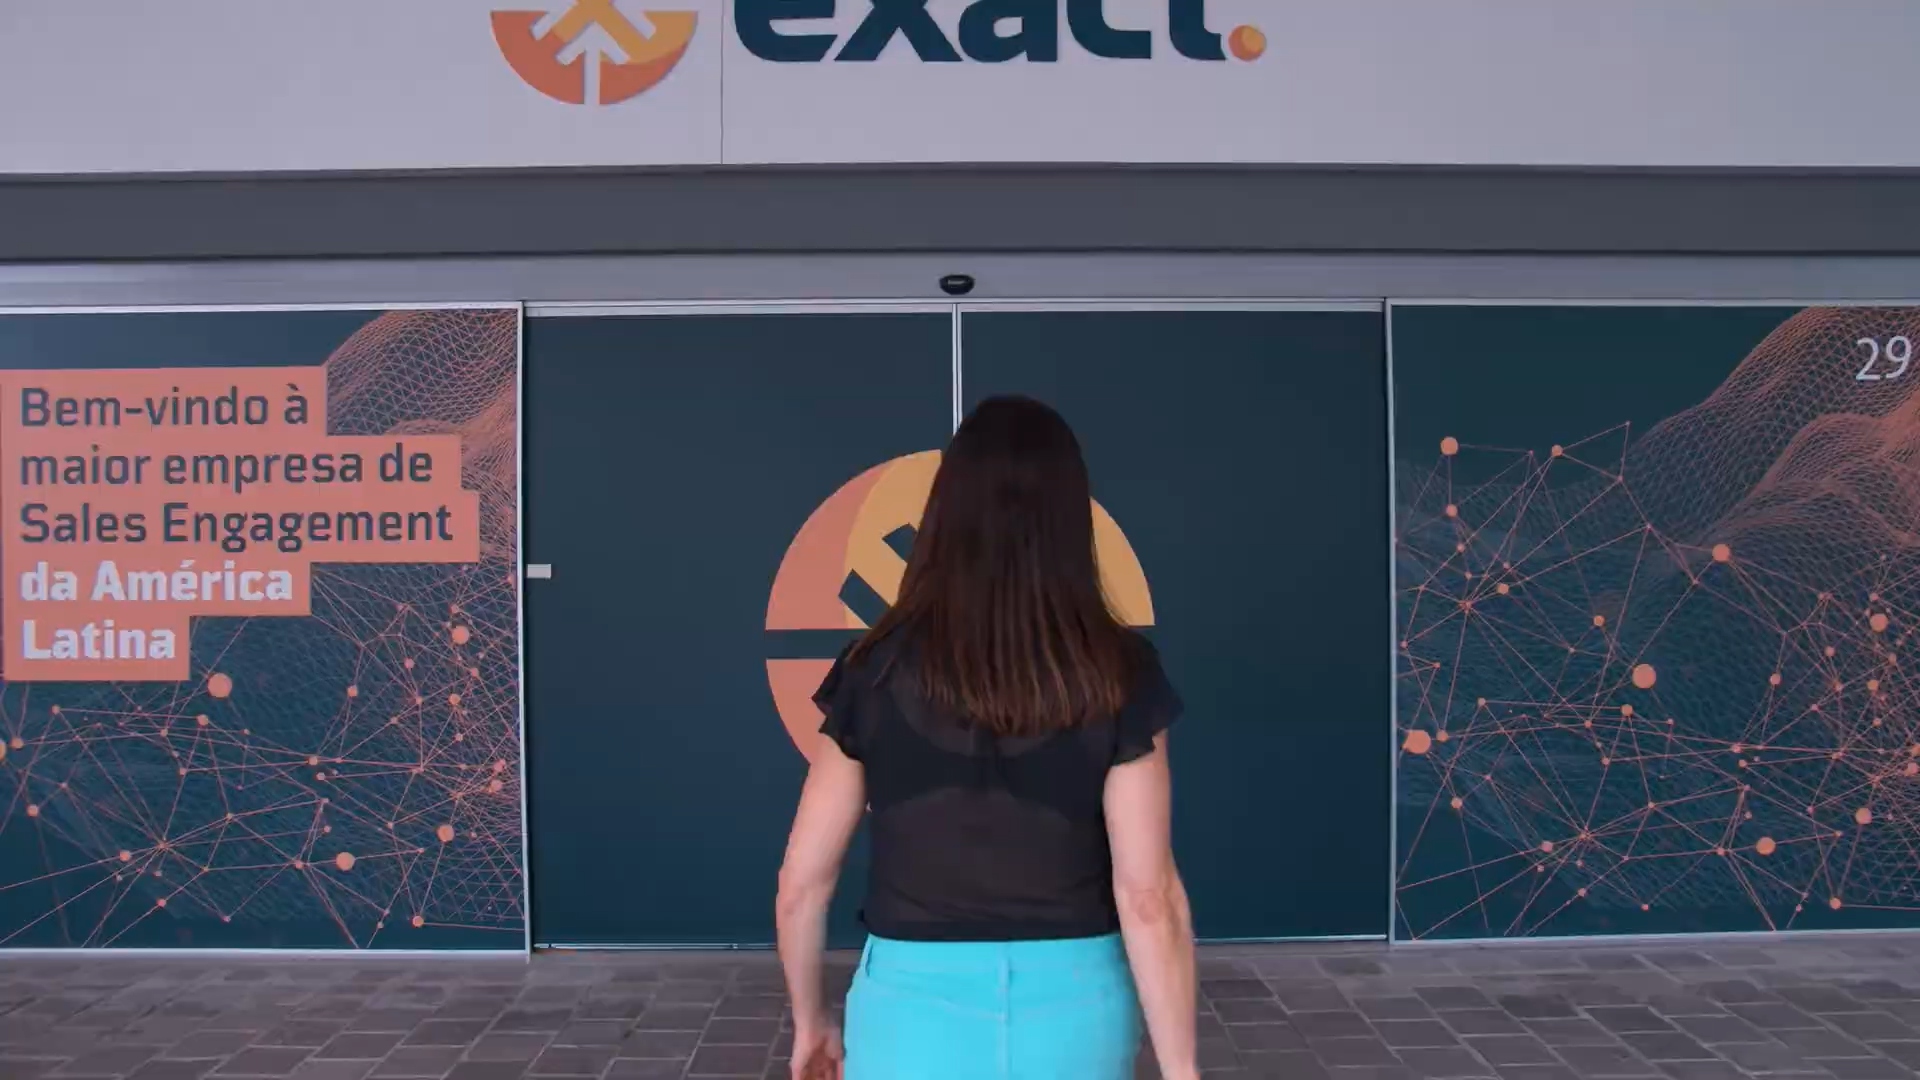 exact.
Bem-vindo à
maior empresa de
Sales Engagement
da América
Latina
29